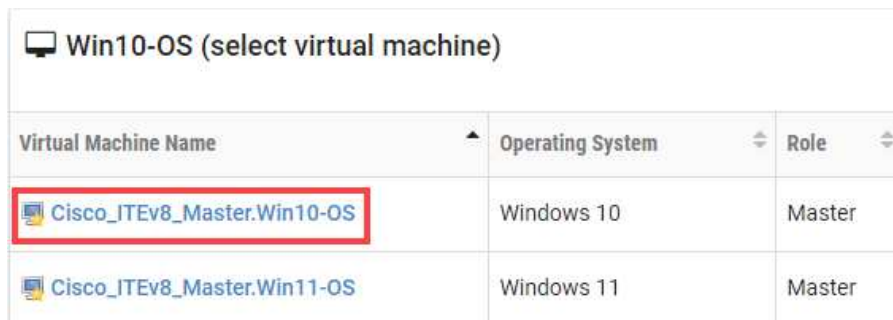 Win10-OS (select virtual machine)
Virtual Machine Name Operating System Role
Cisco_ITEv8_Master.Win10-OS Windows 10 Master
Cisco_ITEv8_Master.Win11-OS Windows 11 Master